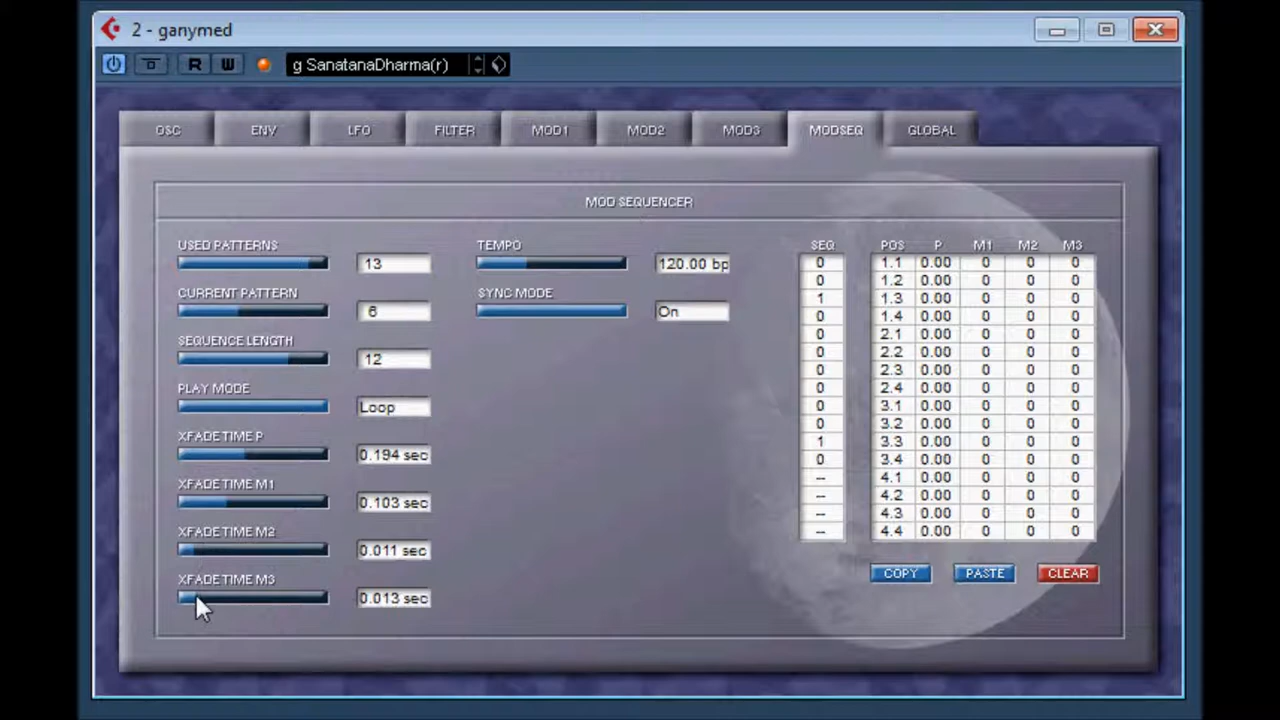 2 - ganymed
R W g SanatanaDharma(r)
OSC ENV LFO FILTER MOD1 MOD2 MOD3 MODSEQ GLOBAL
MOD SEQUENCER
USED PATTERNS 13
CURRENT PATTERN 6
SEQUENCE LENGTH 12
PLAY MODE Loop
XFADE TIME P 0.194 sec
XFADE TIME M1 0.103 sec
XFADE TIME M2 0.011 sec
XFADE TIME M3 0.013 sec
TEMPO 120.00 bp
SYNC MODE On
SEQ POS P M1 M2 M3
0 1.1 0.00 0 0 0
0 1.2 0.00 0 0 0
1 1.3 0.00 0 0 0
0 1.4 0.00 0 0 0
0 2.1 0.00 0 0 0
0 2.2 0.00 0 0 0
0 2.3 0.00 0 0 0
0 2.4 0.00 0 0 0
0 3.1 0.00 0 0 0
0 3.2 0.00 0 0 0
1 3.3 0.00 0 0 0
0 3.4 0.00 0 0 0
-- 4.1 0.00 0 0 0
-- 4.2 0.00 0 0 0
-- 4.3 0.00 0 0 0
-- 4.4 0.00 0 0 0
COPY PASTE CLEAR